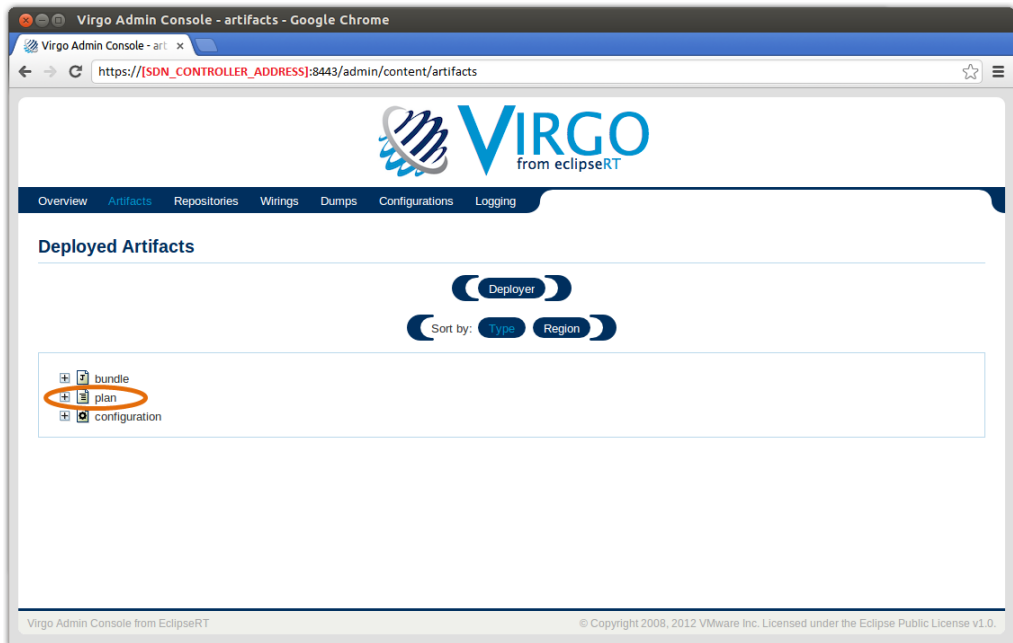 Virgo Admin Console - artifacts - Google Chrome
Virgo Admin Console - art
https://[SDN_CONTROLLER_ADDRESS]:8443/admin/content/artifacts
VIRGO
from eclipseRT
Overview Artifacts Repositories Wirings Dumps Configurations Logging
Deployed Artifacts
Deployer
Sort by: Type Region
bundle
plan
configuration
Virgo Admin Console from EclipseRT © Copyright 2008, 2012 VMware Inc. Licensed under the Eclipse Public License v1.0.